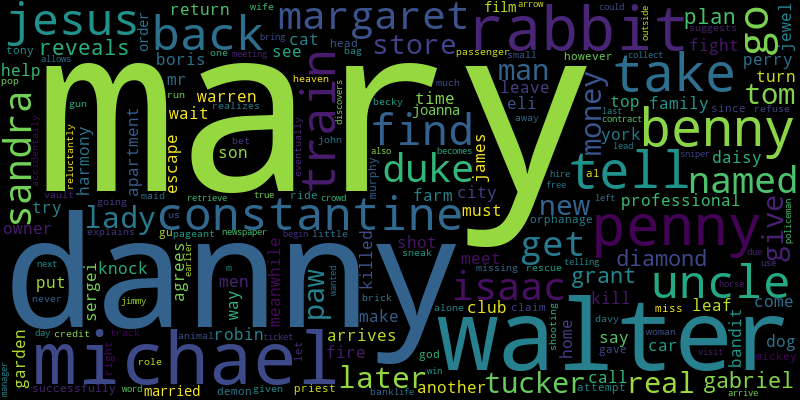 jesus
return
wife
margaret
film
arrow
rabbit
could
outside
plan
go
jewel
reveals
order
back
cat
head
bring
store
passenger
suggests
fight
tony
one
meeting
small
boris
see
bag
man
however
collect
perry
help
allows
mr
heaven
much
take
turn
pop
mary
train
becky
leave
eli
top
family
since
refuse
tom
gun
run
warren
realizes
discovers
time
joanna
away
money
last
contract
benny
sandra
accidentally
reluctantly
harmony
apartment
escape
wait
bet
john
find
york
lead
sniper
son
eventually
also
becomes
murphy
duke
james
tell
daisy
named
vault
maid
going
retrieve
true
ride
crowd
farm
city
hire
free
al
professional
try
lady
constantine
must
new
left
orphanage
penny
give
owner
explains
us
pageant
newspaper
begin
little
shot
meet
get
due
use
policeman
danny
gu
earlier
sneak
missing
rescue
telling
next
put
knock
sergei
agrees
meanwhile
killed
paw
wanted
isaac
grant
diamond
uncle
never
jimmy
men
way
m
brick
make
walter
kill
horse
come
garden
day
credit
track
robin
arrives
let
ticket
alone
club
claim
shooting
home
davy
miss
leaf
bandit
dog
michael
right
role
animal
fire
god
gave
say
woman
car
visit
mickey
manager
successfully
married
word
demon
given
priest
banklife
later
win
another
tucker
call
attempt
real
gabriel
arrive